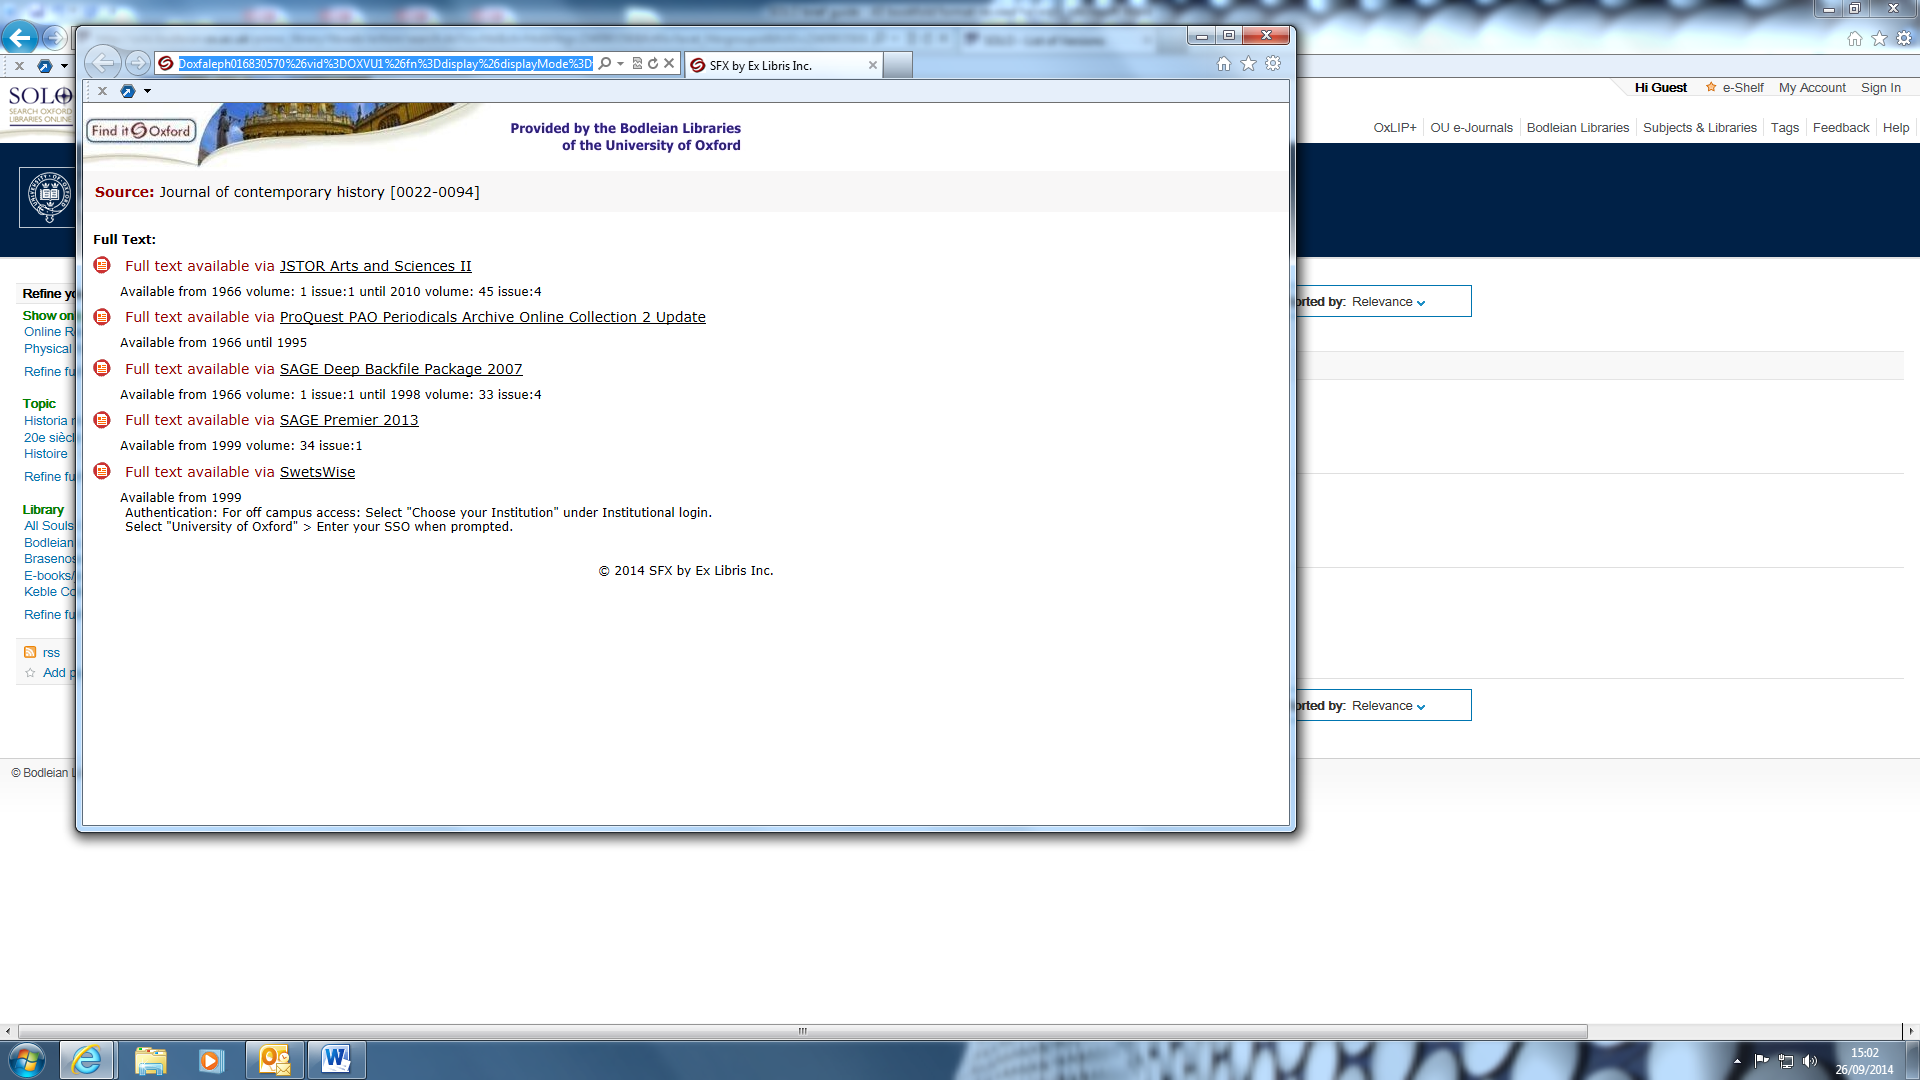 Doxfaleph016830570%26vid%3DOXVU1%26fn%3Ddisplay%26displayMode%3D
SFX by Ex Libris Inc.
SOLO
SEARCH OXFORD
LIBRARIES ONLINE
Hi Guest
e-Shelf
My Account
Sign In
OxLIP+
OU e-Journals
Bodleian Libraries
Subjects & Libraries
Tags
Feedback
Help
Find it @ Oxford
Provided by the Bodleian Libraries
of the University of Oxford
Source: Journal of contemporary history [0022-0094]
Full Text:
Full text available via JSTOR Arts and Sciences II
Available from 1966 volume: 1 issue:1 until 2010 volume: 45 issue:4
Full text available via ProQuest PAO Periodicals Archive Online Collection 2 Update
Available from 1966 until 1995
Full text available via SAGE Deep Backfile Package 2007
Available from 1966 volume: 1 issue:1 until 1998 volume: 33 issue:4
Full text available via SAGE Premier 2013
Available from 1999 volume: 34 issue:1
Full text available via SwetsWise
Available from 1999
Authentication: For off campus access: Select "Choose your Institution" under Institutional login.
Select "University of Oxford" > Enter your SSO when prompted.
© 2014 SFX by Ex Libris Inc.
Refine yo
Show on
Online R
Physical
Refine fu
Topic
Historia
20e siècl
Histoire
Refine fu
Library
All Souls
Bodleian
Brasenos
E-books/
Keble Co
Refine fu
rss
Add p
© Bodleian L
orted by: Relevance
orted by: Relevance
15:02
26/09/2014